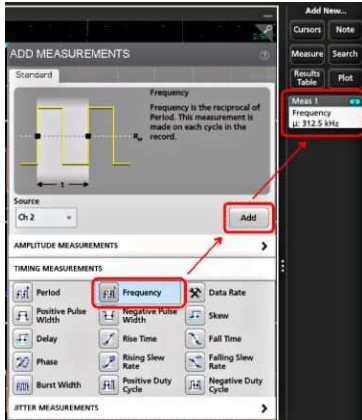 Add New...
Cursors
Note
ADD MEASUREMENTS
Measure
Search
Standard
Results
Table
Plot
Frequency
Frequency is the reciprocal of
Period. This measurement is
made on each cycle in the
record.
Meas 1
Frequency
µ: 312.5 kHz
t
Source
Ch 2
Add
AMPLITUDE MEASUREMENTS
TIMING MEASUREMENTS
Period
Frequency
Data Rate
Positive Pulse
Width
Negative Pulse
Width
Skew
Delay
Rise Time
Fall Time
Phase
Rising Slew
Rate
Falling Slew
Rate
Burst Width
Positive Duty
Cycle
Negative Duty
Cycle
JITTER MEASUREMENTS